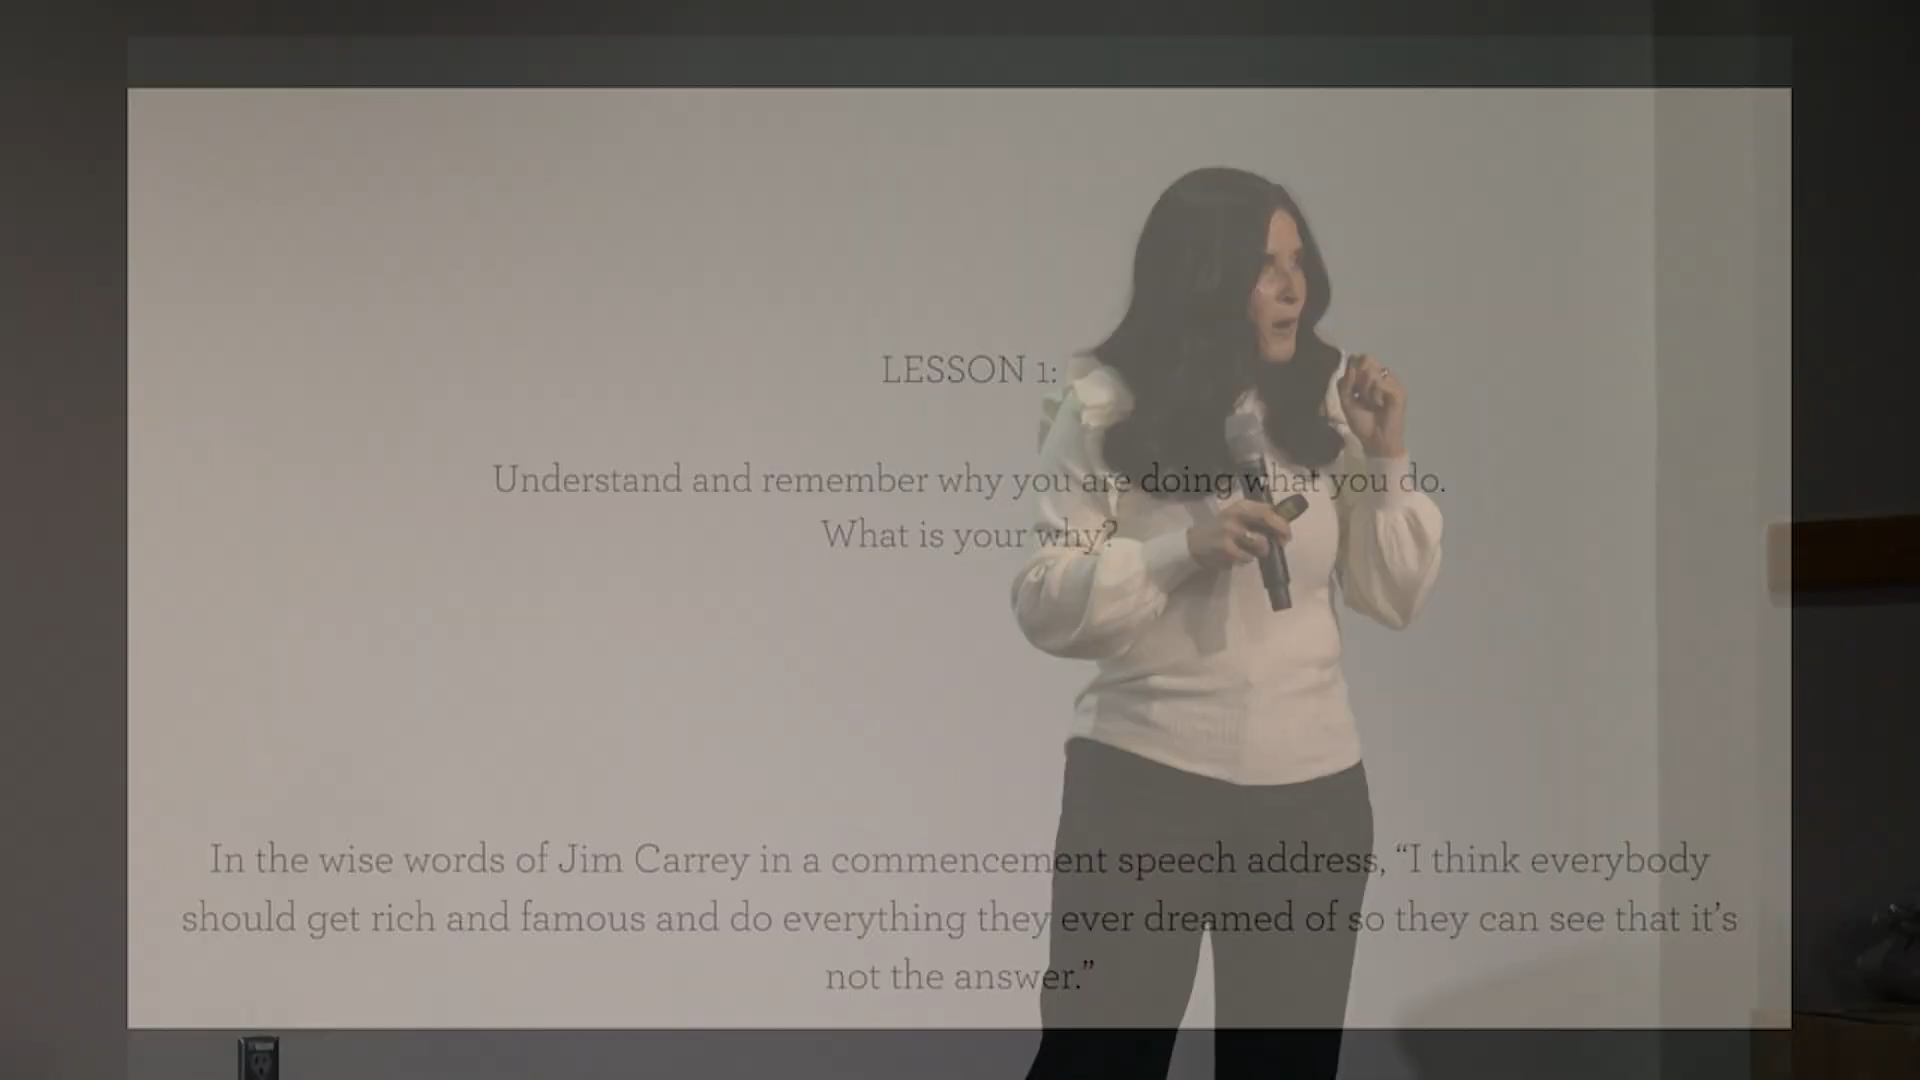 LESSON 1:
Understand and remember why you are doing what you do.
What is your why?
In the wise words of Jim Carrey in a commencement speech address, “I think everybody
should get rich and famous and do everything they ever dreamed of so they can see that it’s
not the answer.”